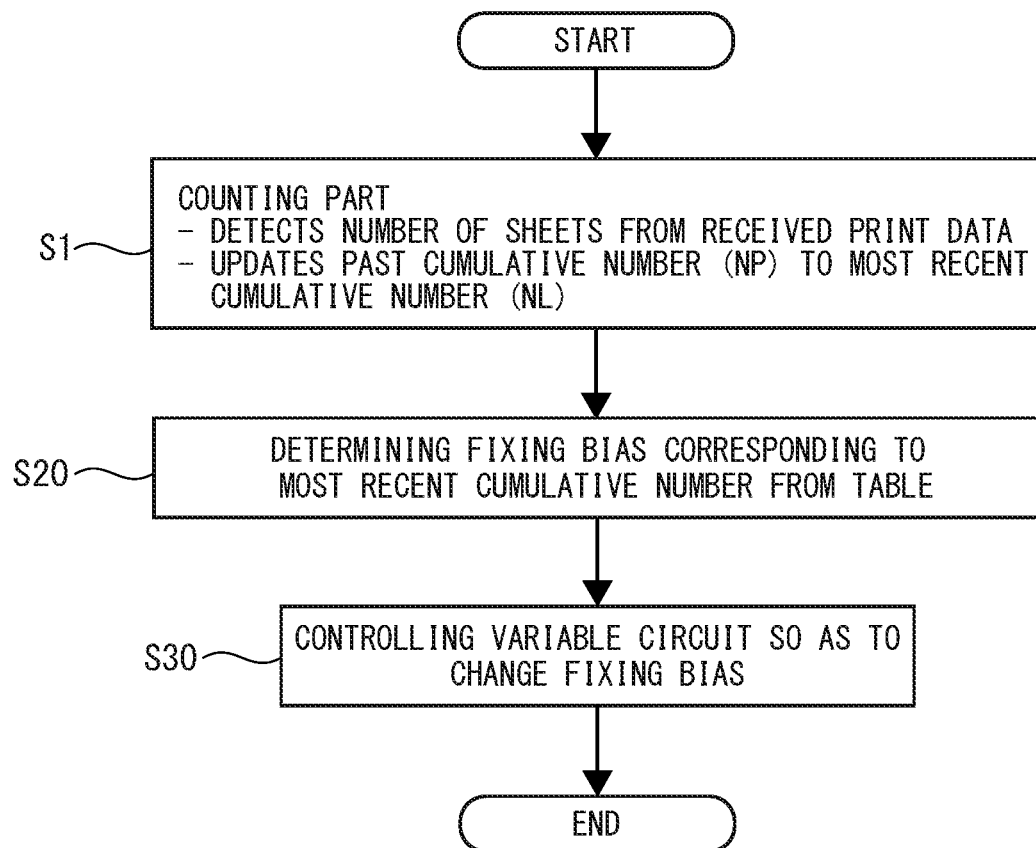 START
S1
COUNTING PART
- DETECTS NUMBER OF SHEETS FROM RECEIVED PRINT DATA
- UPDATES PAST CUMULATIVE NUMBER (NP) TO MOST RECENT
CUMULATIVE NUMBER (NL)
S20
DETERMINING FIXING BIAS CORRESPONDING TO
MOST RECENT CUMULATIVE NUMBER FROM TABLE
S30
CONTROLLING VARIABLE CIRCUIT SO AS TO
CHANGE FIXING BIAS
END